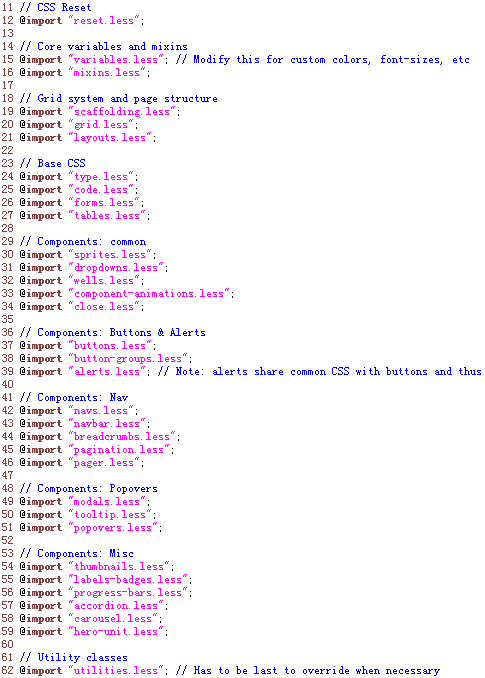 11 // CSS Reset
12 @import "reset.less";
13
14 // Core variables and mixins
15 @import "variables.less"; // Modify this for custom colors, font-sizes, etc
16 @import "mixins.less";
17
18 // Grid system and page structure
19 @import "scaffolding.less";
20 @import "grid.less";
21 @import "layouts.less";
22
23 // Base CSS
24 @import "type.less";
25 @import "code.less";
26 @import "forms.less";
27 @import "tables.less";
28
29 // Components: common
30 @import "sprites.less";
31 @import "dropdowns.less";
32 @import "wells.less";
33 @import "component-animations.less";
34 @import "close.less";
35
36 // Components: Buttons & Alerts
37 @import "buttons.less";
38 @import "button-groups.less";
39 @import "alerts.less"; // Note: alerts share common CSS with buttons and thus
40
41 // Components: Nav
42 @import "navs.less";
43 @import "navbar.less";
44 @import "breadcrumbs.less";
45 @import "pagination.less";
46 @import "pager.less";
47
48 // Components: Popovers
49 @import "modals.less";
50 @import "tooltip.less";
51 @import "popovers.less";
52
53 // Components: Misc
54 @import "thumbnails.less";
55 @import "labels-badges.less";
56 @import "progress-bars.less";
57 @import "accordion.less";
58 @import "carousel.less";
59 @import "hero-unit.less";
60
61 // Utility classes
62 @import "utilities.less"; // Has to be last to override when necessary